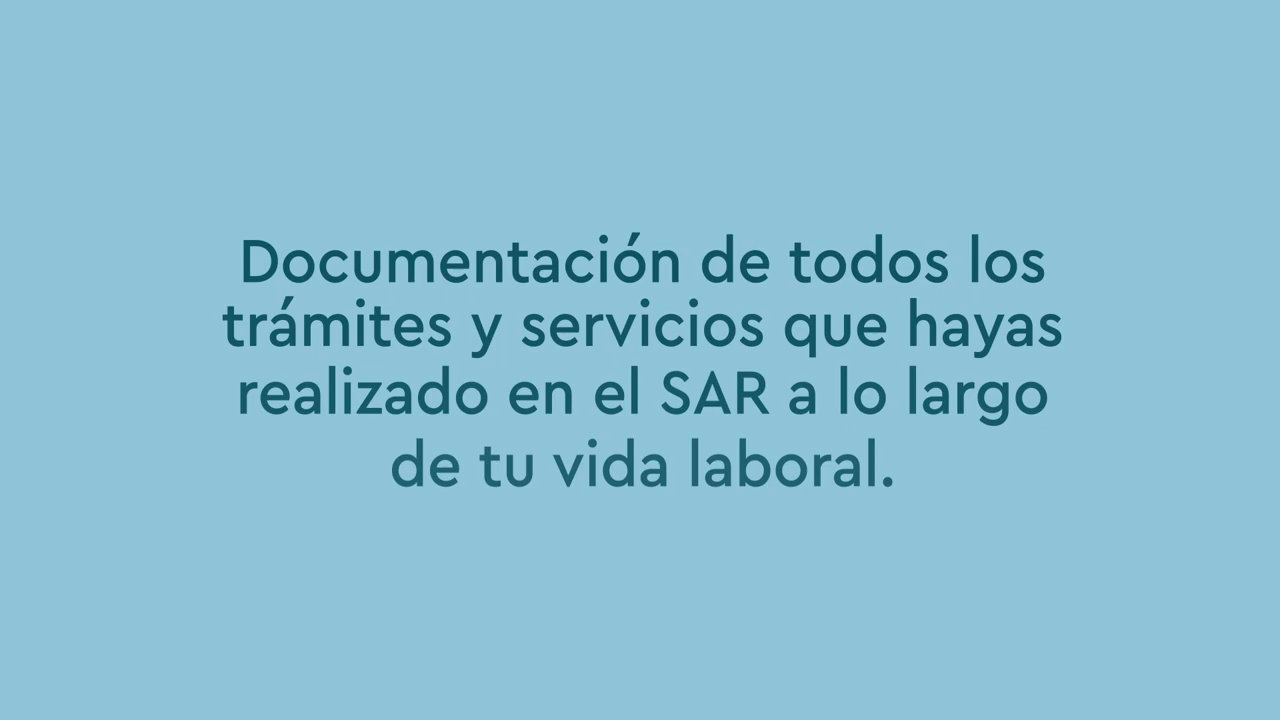 Documentación de todos los
trámites y servicios que hayas
realizado en el SAR a lo largo
de tu vida laboral.